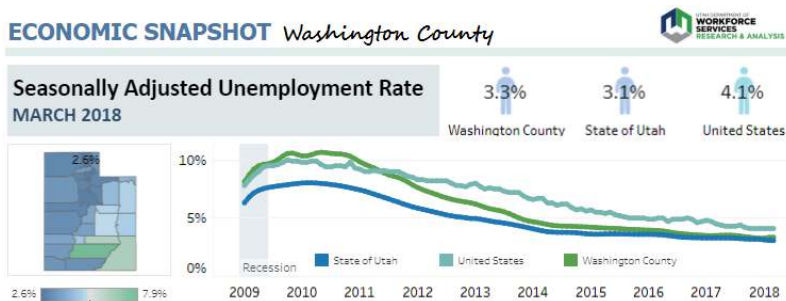 ECONOMIC SNAPSHOT Washington County
UTAH DEPARTMENT OF
WORKFORCE
SERVICES
RESEARCH & ANALYSIS
Seasonally Adjusted Unemployment Rate
MARCH 2018
3.3% 3.1% 4.1%
Washington County State of Utah United States
2.6%
10%
5%
0%
Recession State of Utah United States Washington County
2.6% 7.9%
2009 2010 2011 2012 2013 2014 2015 2016 2017 2018